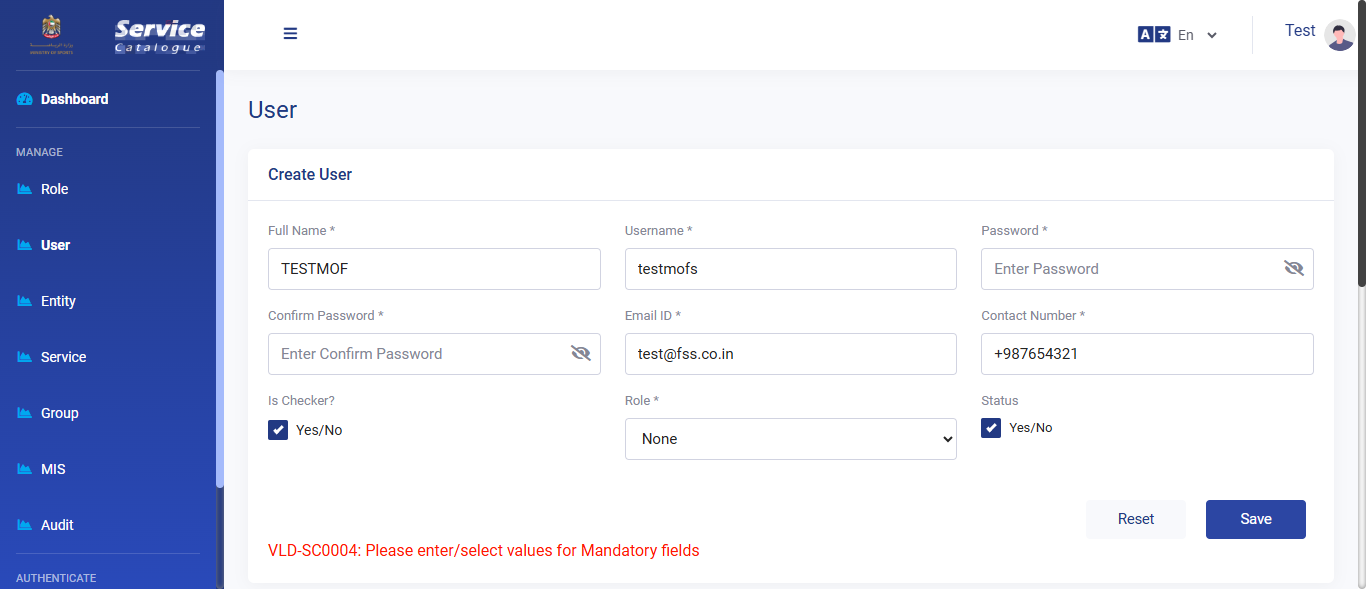 Service
Catalogue
MINISTRY OF SPORTS
En
Test
Dashboard
User
MANAGE
Create User
Role
Full Name *
Username *
Password *
User
TESTMOF
testmofs
Enter Password
Entity
Confirm Password *
Email ID *
Contact Number *
Service
Enter Confirm Password
test@fss.co.in
+987654321
Is Checker?
Role *
Status
Group
Yes/No
None
Yes/No
MIS
Audit
Reset
Save
VLD-SC0004: Please enter/select values for Mandatory fields
AUTHENTICATE